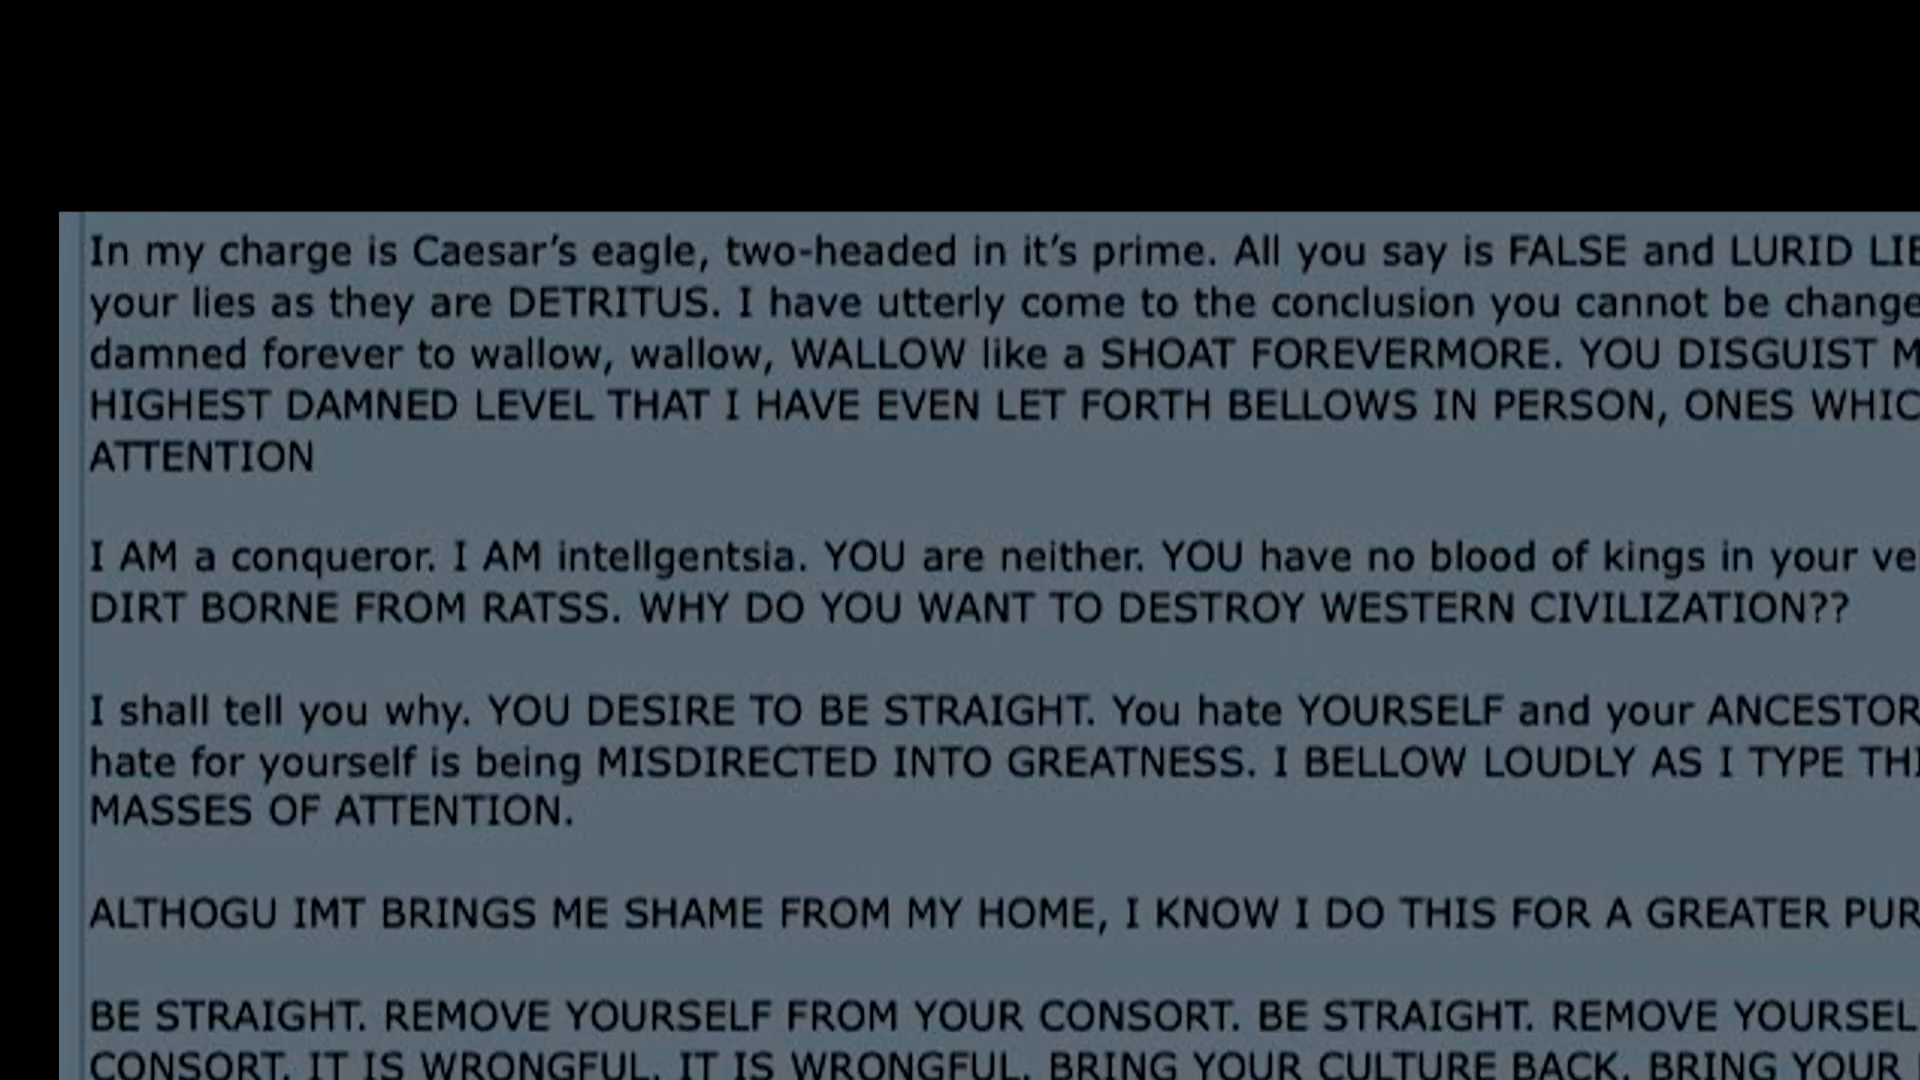 In my charge is Caesar’s eagle, two-headed in it’s prime. All you say is FALSE and LURID
your lies as they are DETRITUS. I have utterly come to the conclusion you cannot be
damned forever to wallow, wallow, WALLOW like a SHOAT FOREVERMORE. YOU DISGUIST
HIGHEST DAMNED LEVEL THAT I HAVE EVEN LET FORTH BELLOWS IN PERSON, ONES
ATTENTION
I AM a conqueror. I AM intellgentsia. YOU are neither. YOU have no blood of kings in your
DIRT BORNE FROM RATSS. WHY DO YOU WANT TO DESTROY WESTERN CIVILIZATION??
I shall tell you why. YOU DESIRE TO BE STRAIGHT. You hate YOURSELF and your
hate for yourself is being MISDIRECTED INTO GREATNESS. I BELLOW LOUDLY AS I TYPE
MASSES OF ATTENTION.
ALTHOGU IMT BRINGS ME SHAME FROM MY HOME, I KNOW I DO THIS FOR A GREATER
BE STRAIGHT. REMOVE YOURSELF FROM YOUR CONSORT. BE STRAIGHT. REMOVE
CONSORT. IT IS WRONGFUL. IT IS WRONGFUL. BRING YOUR CULTURE BACK. BRING YOUR